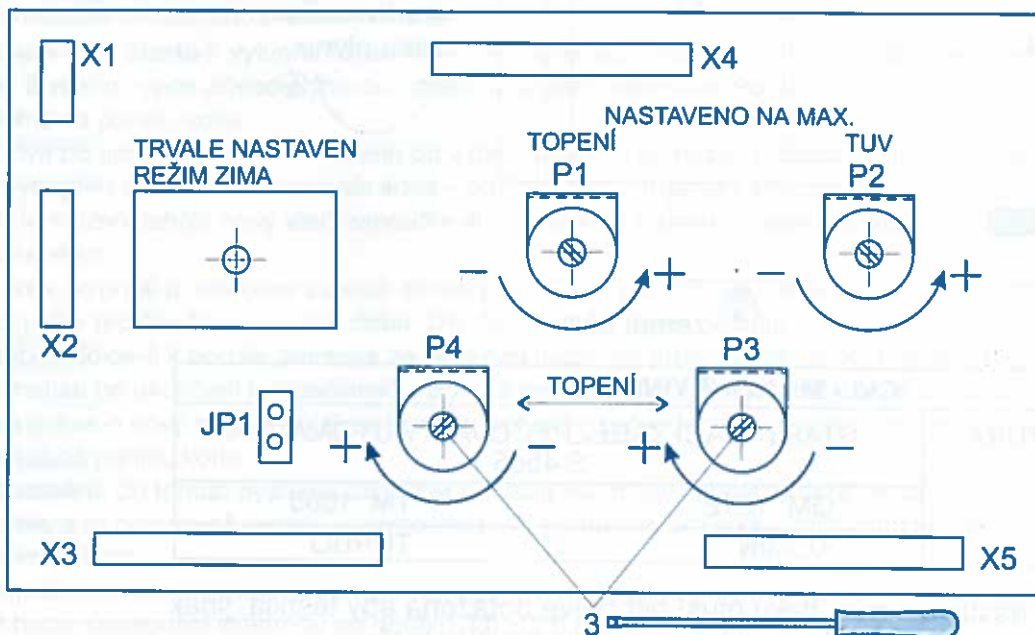 X1
X4
NASTAVENO NA MAX.
TRVALE NASTAVEN
REŽIM ZIMA
TOPENÍ
P1
TUV
P2
- +
- +
X2
P4
P3
TOPENÍ
JP1
+
+ -
X3
X5
3